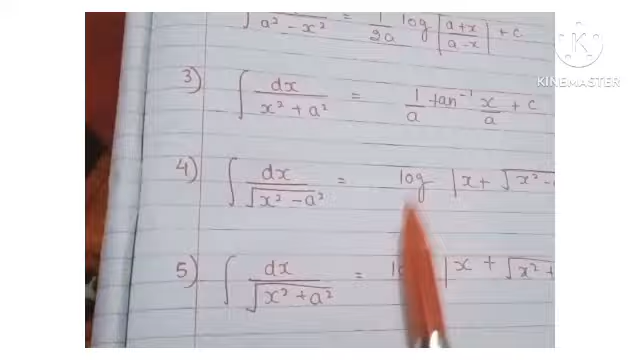 ∫ dx / a² - x² = 1/2a log |a+x / a-x| + c
KINEMASTER
3) ∫ dx / x² + a² = 1/a tan⁻¹ x/a + c
4) ∫ dx / √x² - a² = log |x + √x² -
5) ∫ dx / √x² + a² = |x + √x² +